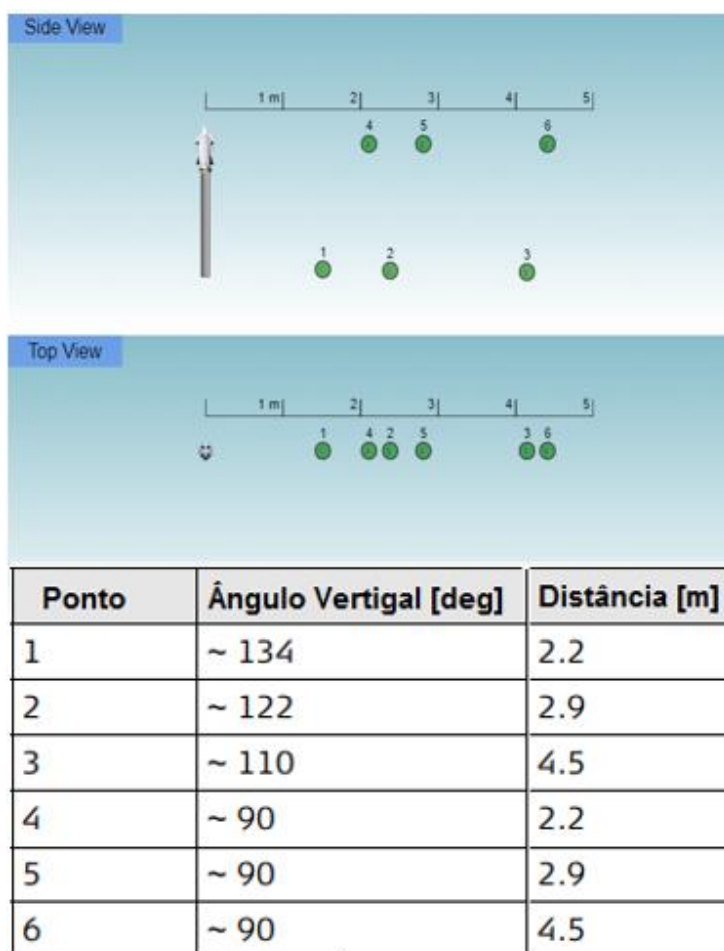 Side View
1 m 2 3 4 5
4 5 6
1 2 3
Top View
1 m 2 3 4 5
1 4 2 5 3 6
Ponto Ângulo Vertigal [deg] Distância [m]
1 ~ 134 2.2
2 ~ 122 2.9
3 ~ 110 4.5
4 ~ 90 2.2
5 ~ 90 2.9
6 ~ 90 4.5